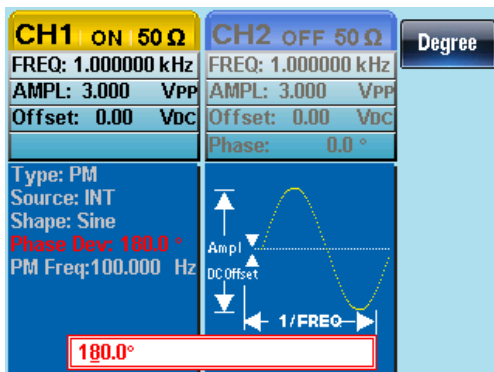 CH1 ON 50 Ω
FREQ: 1.000000 kHz
AMPL: 3.000 VPP
Offset: 0.00 VDC
CH2 OFF 50 Ω
FREQ: 1.000000 kHz
AMPL: 3.000 VPP
Offset: 0.00 VDC
Phase: 0.0 °
Degree
Type: PM
Source: INT
Shape: Sine
Phase Dev: 180.0 °
PM Freq:100.000 Hz
Ampl
DC Offset
1/FREQ
180.0°